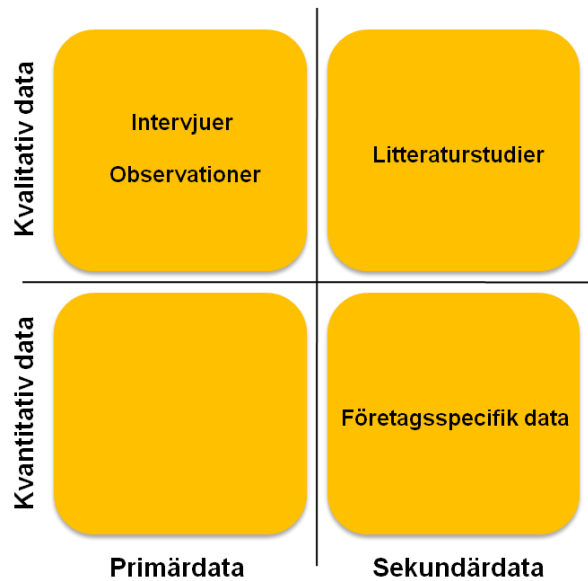 Kvalitativ data
Intervjuer
Observationer
Litteraturstudier
Kvantitativ data
Företagsspecifik data
Primärdata
Sekundärdata